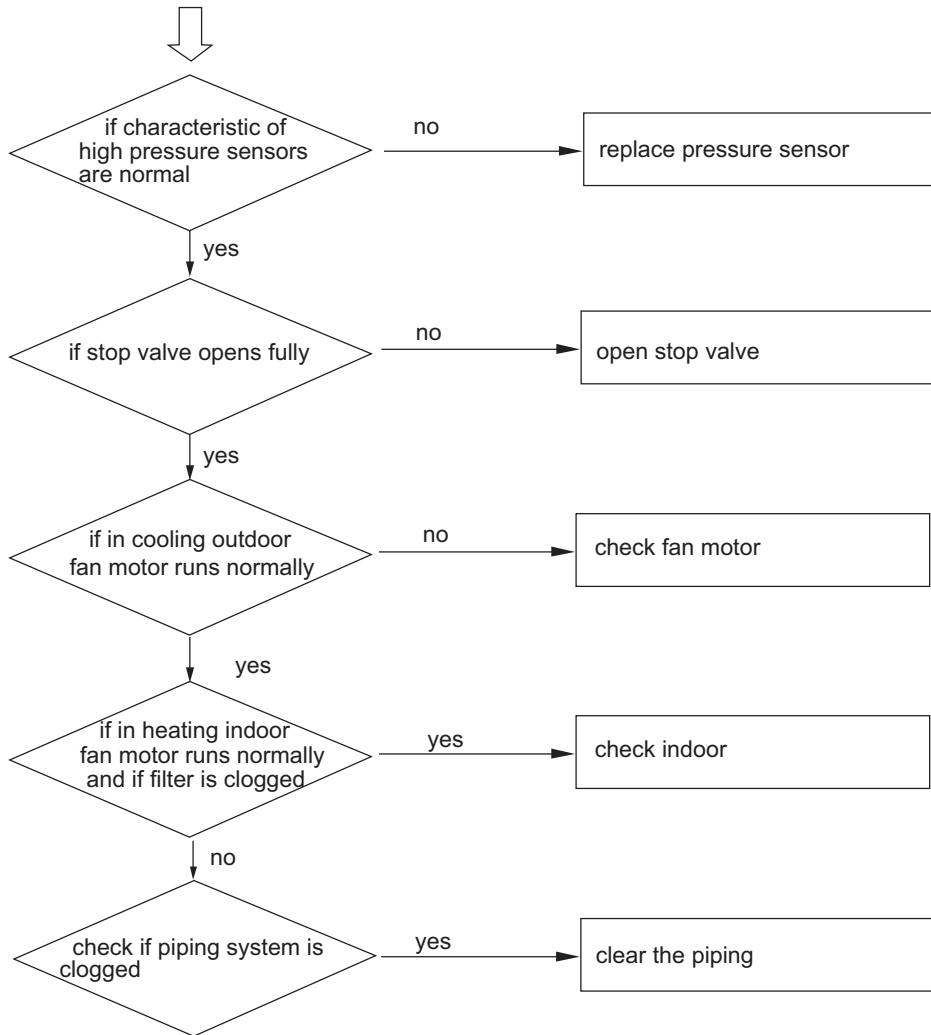 if characteristic of
high pressure sensors
are normal
no
replace pressure sensor
yes
if stop valve opens fully
no
open stop valve
yes
if in cooling outdoor
fan motor runs normally
no
check fan motor
yes
if in heating indoor
fan motor runs normally
and if filter is clogged
yes
check indoor
no
check if piping system is
clogged
yes
clear the piping